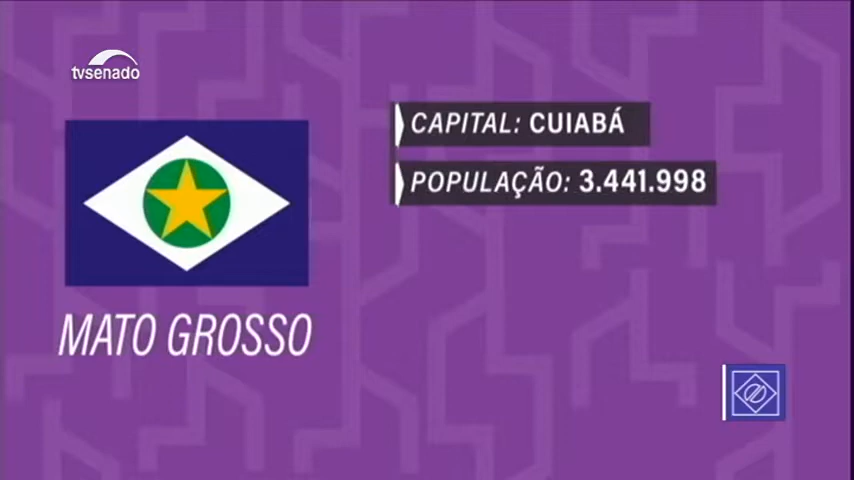 tvsenado
CAPITAL: CUIABÁ
POPULAÇÃO: 3.441.998
MATO GROSSO